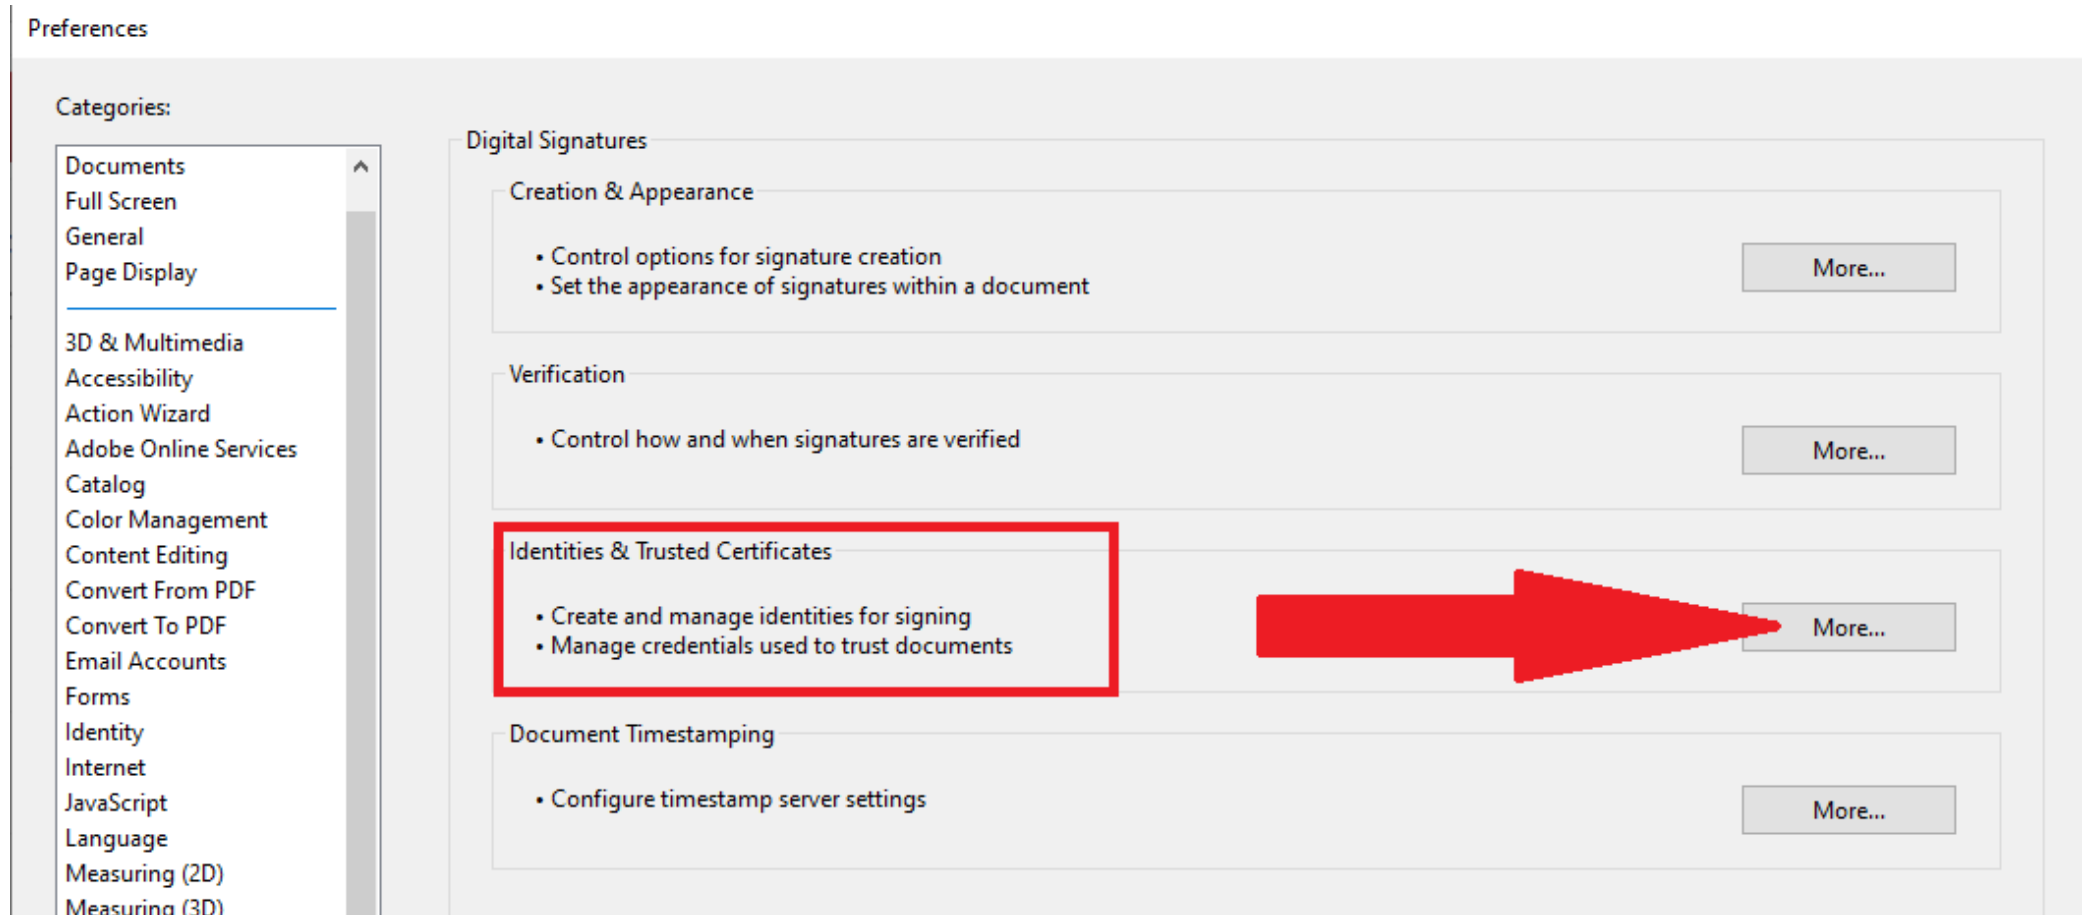 Preferences
Categories:
Documents
Full Screen
General
Page Display
3D & Multimedia
Accessibility
Action Wizard
Adobe Online Services
Catalog
Color Management
Content Editing
Convert From PDF
Convert To PDF
Email Accounts
Forms
Identity
Internet
JavaScript
Language
Measuring (2D)
Measuring (3D)
Digital Signatures
Creation & Appearance
• Control options for signature creation
• Set the appearance of signatures within a document
More...
Verification
• Control how and when signatures are verified
More...
Identities & Trusted Certificates
• Create and manage identities for signing
• Manage credentials used to trust documents
More...
Document Timestamping
• Configure timestamp server settings
More...